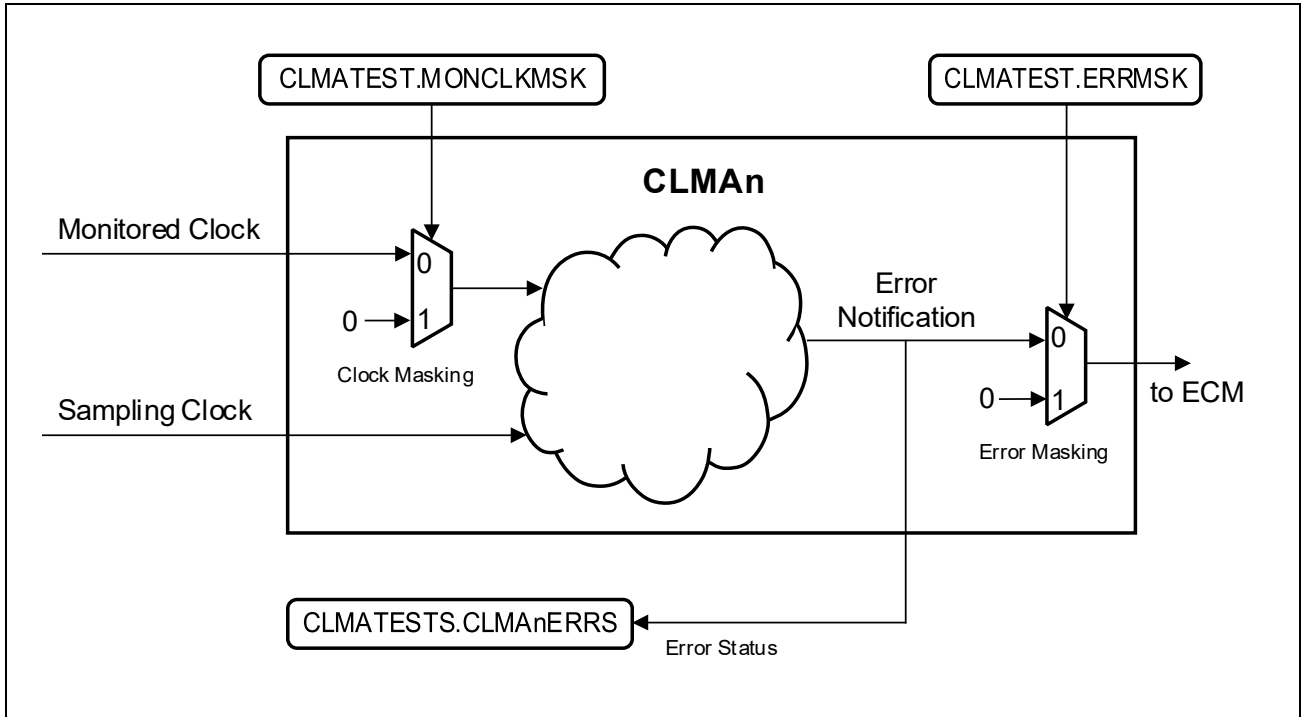 CLMATEST.MONCLKMSK
CLMATEST.ERRMSK
CLMAn
Monitored Clock
0
0
1
Clock Masking
Sampling Clock
Error
Notification
0
0
1
to ECM
Error Masking
CLMATESTS.CLMAnERRS
Error Status